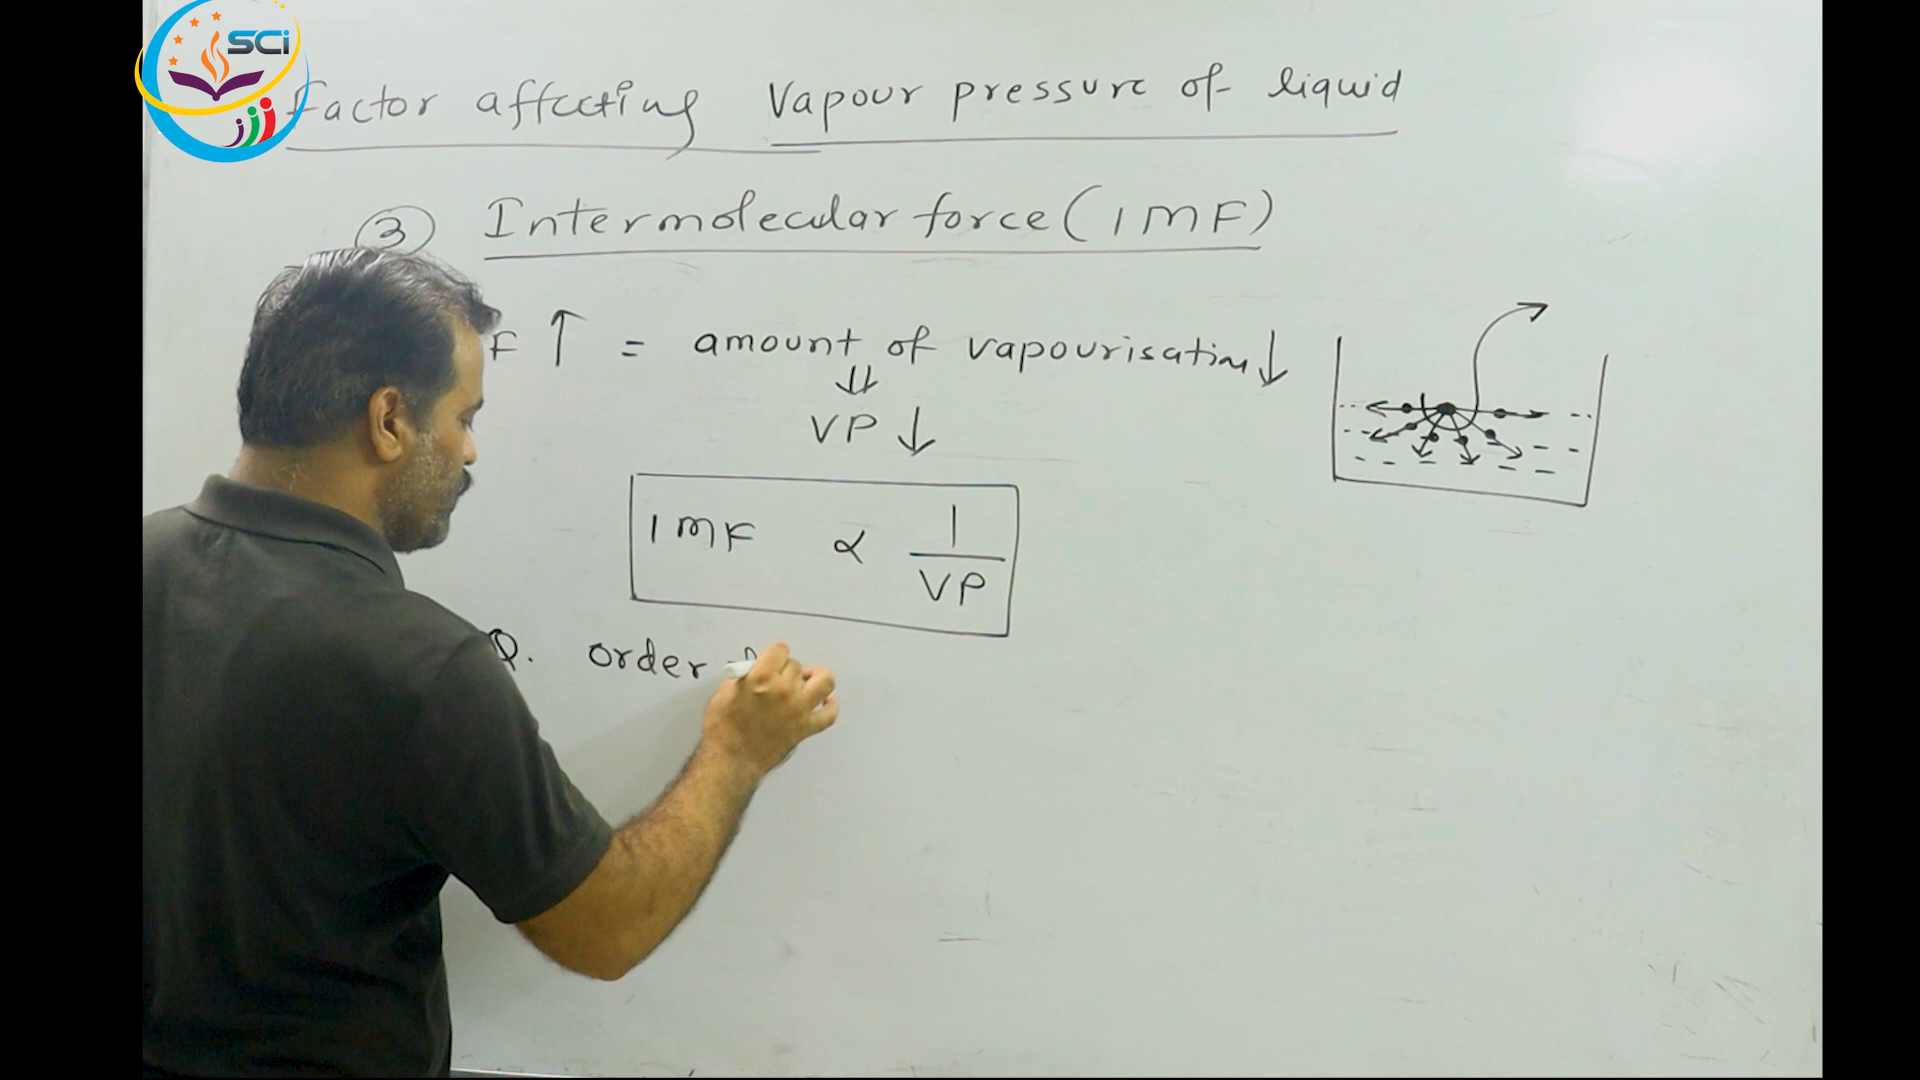 SCi
Factor affecting Vapour pressure of liquid
3 Intermolecular force (IMF)
F ↑ = amount of vapourisation ↓
⇓
VP ↓
IMF ∝ 1/VP
Q. order